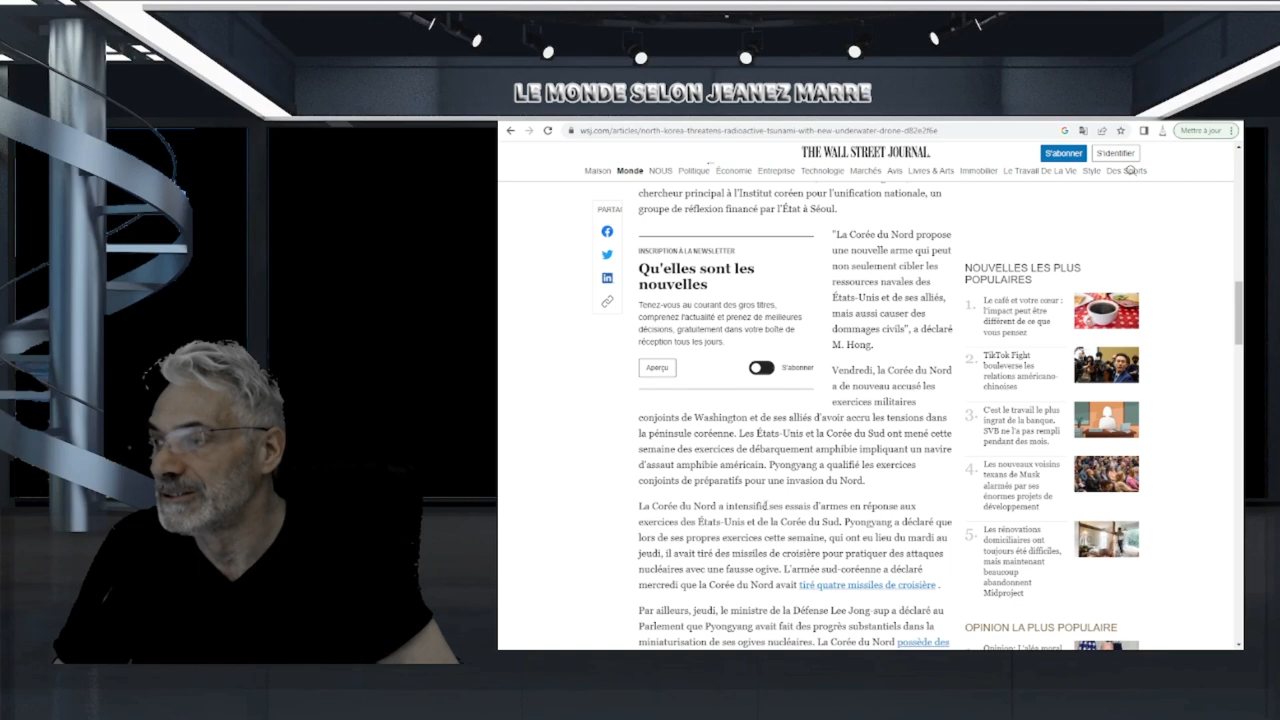 LE MONDE SELON JEANEZ MARRE
wsj.com/articles/north-korea-threatens-radioactive-tsunami-with-new-underwater-drone-d82e2f6e
Mettre à jour
THE WALL STREET JOURNAL.
S'abonner
S'identifier
Maison Monde NOUS Politique Économie Entreprise Technologie Marchés Avis Livres & Arts Immobilier Le Travail De La Vie Style Des Sports
chercheur principal à l'Institut coréen pour l'unification nationale, un
groupe de réflexion financé par l'État à Séoul.
PARTA
INSCRIPTION À LA NEWSLETTER
Qu'elles sont les
nouvelles
Tenez-vous au courant des gros titres,
comprenez l'actualité et prenez de meilleures
décisions, gratuitement dans votre boîte de
réception tous les jours.
Aperçu
S'abonner
"La Corée du Nord propose
une nouvelle arme qui peut
non seulement cibler les
ressources navales des
États-Unis et de ses alliés,
mais aussi causer des
dommages civils", a déclaré
M. Hong.
Vendredi, la Corée du Nord
a de nouveau accusé les
exercices militaires
conjoints de Washington et de ses alliés d'avoir accru les tensions dans
la péninsule coréenne. Les États-Unis et la Corée du Sud ont mené cette
semaine des exercices de débarquement amphibie impliquant un navire
d'assaut amphibie américain. Pyongyang a qualifié les exercices
conjoints de préparatifs pour une invasion du Nord.
La Corée du Nord a intensifié ses essais d'armes en réponse aux
exercices des États-Unis et de la Corée du Sud. Pyongyang a déclaré que
lors de ses propres exercices cette semaine, qui ont eu lieu du mardi au
jeudi, il avait tiré des missiles de croisière pour pratiquer des attaques
nucléaires avec une fausse ogive. L'armée sud-coréenne a déclaré
mercredi que la Corée du Nord avait tiré quatre missiles de croisière .
Par ailleurs, jeudi, le ministre de la Défense Lee Jong-sup a déclaré au
Parlement que Pyongyang avait fait des progrès substantiels dans la
miniaturisation de ses ogives nucléaires. La Corée du Nord possède des
NOUVELLES LES PLUS
POPULAIRES
1.
Le café et votre cœur :
l'impact peut être
différent de ce que
vous pensez
2.
TikTok Fight
bouleverse les
relations américano-
chinoises
3.
C'est le travail le plus
ingrat de la banque.
SVB ne l'a pas rempli
pendant des mois.
4.
Les nouveaux voisins
texans de Musk
alarmés par ses
énormes projets de
développement
5.
Les rénovations
domiciliaires ont
toujours été difficiles,
mais maintenant
beaucoup
abandonnent
Midproject
OPINION LA PLUS POPULAIRE
Opinion: L'aléa moral